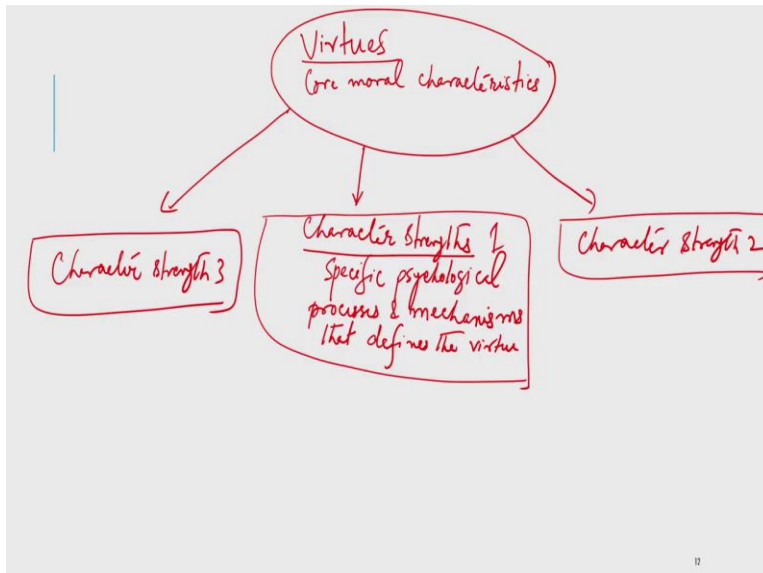 Virtues
Core moral characteristics
Character strength 3
Character strengths 1
Specific psychological
processes & mechanisms
that defines the virtue
Character strength 2
12